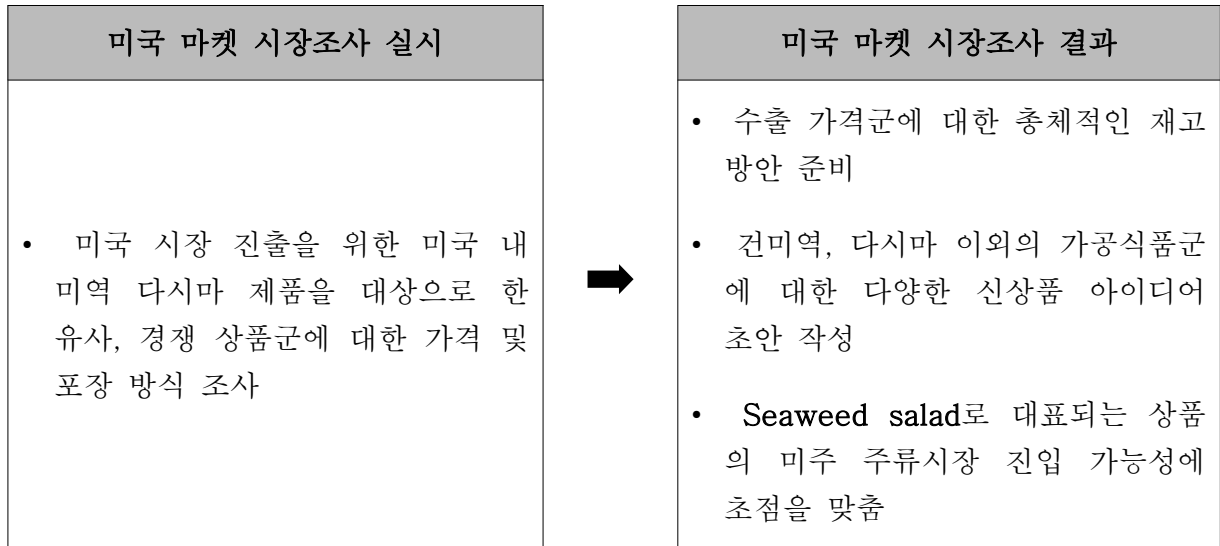 미국 마켓 시장조사 실시
• 미국 시장 진출을 위한 미국 내
미역 다시마 제품을 대상으로 한
유사, 경쟁 상품군에 대한 가격 및
포장 방식 조사
미국 마켓 시장조사 결과
• 수출 가격군에 대한 총체적인 재고
방안 준비
• 건미역, 다시마 이외의 가공식품군
에 대한 다양한 신상품 아이디어
초안 작성
• Seaweed salad로 대표되는 상품
의 미주 주류시장 진입 가능성에
초점을 맞춤